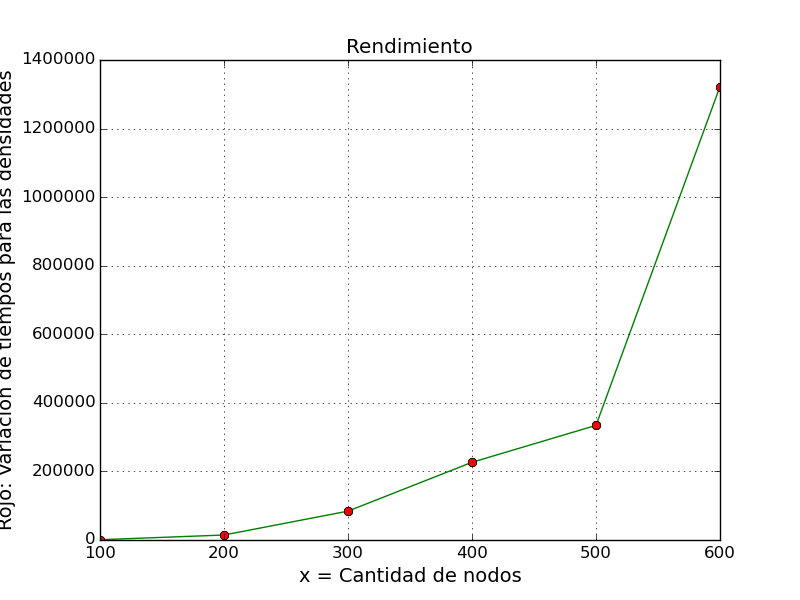 Rendimiento
Rojo: Variacion de tiempos para las densidades
1400000
1200000
1000000
800000
600000
400000
200000
0
100 200 300 400 500 600
x = Cantidad de nodos